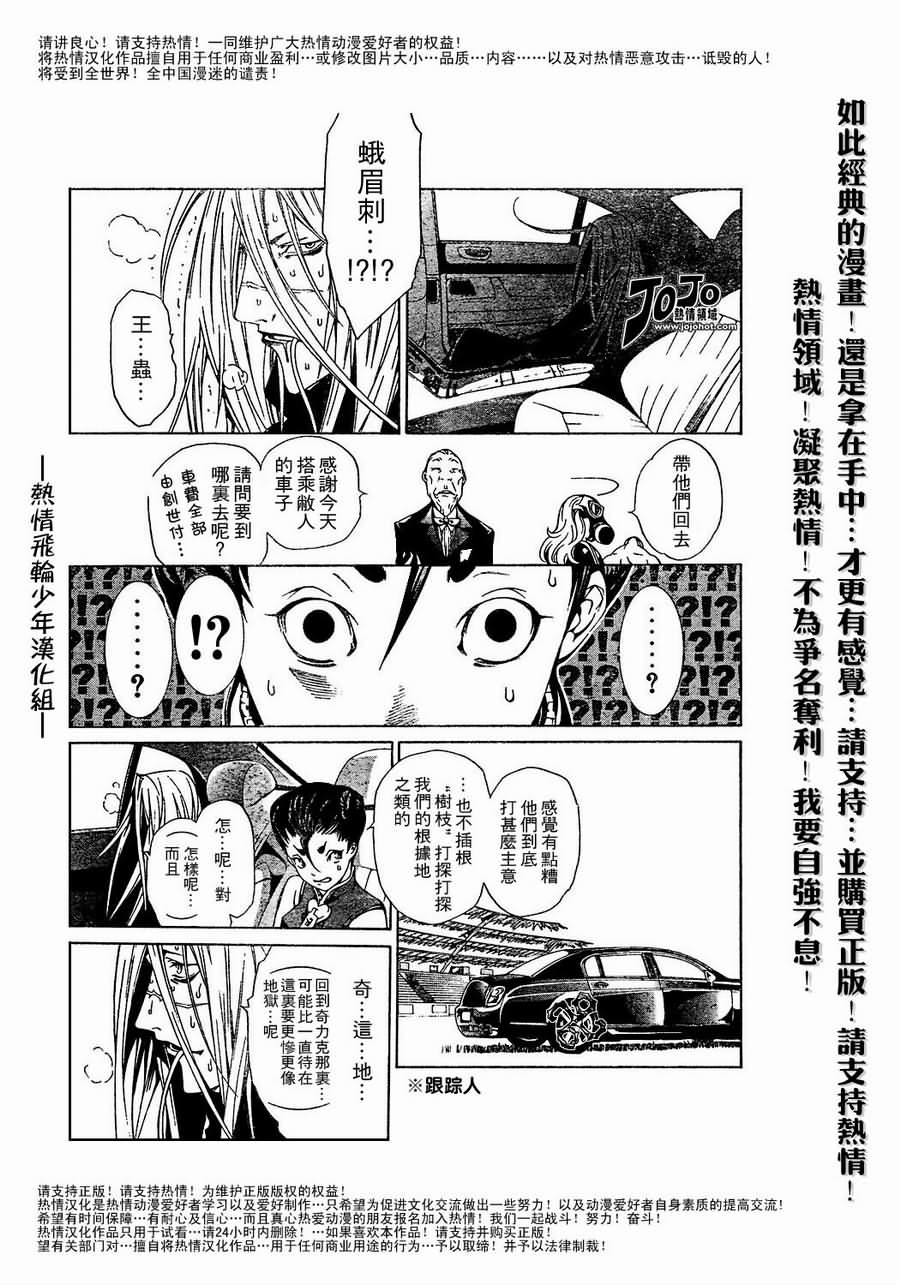 请讲良心！请支持热情！一同维护广大热情动漫爱好者的权益！
将热情汉化作品擅自用于任何商业盈利…或修改图片大小…品质…内容……以及对热情恶意攻击…诋毁的人！
将受到全世界！全中国漫迷的谴责！
如此經典的漫畫！還是拿在手中…才更有感覺…請支持…並購買正版！請支持熱情！
熱情領域！凝聚熱情！不為爭名奪利！我要自強不息！
蛾眉刺…
!?!?
JOJO
熱情領域
www.jojohot.com
王…蟲…
帶他們回去
感謝今天
搭乘敝人
的車子
請問要到
哪裏去呢？
車費全部
由創世付…
—熱情飛輪少年漢化組—
…？
!?
…？
感覺有點糟
他們到底
打甚麼主意
…也不插根
“樹枝”打探打探
我們的根據地
之類的
怎…呢…對
怎樣呢…
而且
奇…這…地…
回到奇力克那裏…
可能比一直待在
這裏要更慘更像
地獄…呢
※跟踪人
请支持正版！请支持热情！为维护正版版权的权益！
热情汉化是热情动漫爱好者学习以及爱好制作…只希望为促进文化交流做出一些努力！以及动漫爱好者自身素质的提高交流！
希望有时间保障…有耐心及信心…而且真心热爱动漫的朋友报名加入热情！我们一起战斗！努力！奋斗！
热情汉化作品只用于试看…请24小时内删除！…如果喜欢本作品！请支持并购买正版！
望有关部门对…擅自将热情汉化作品…用于任何商业用途的行为…予以取缔！并予以法律制裁！